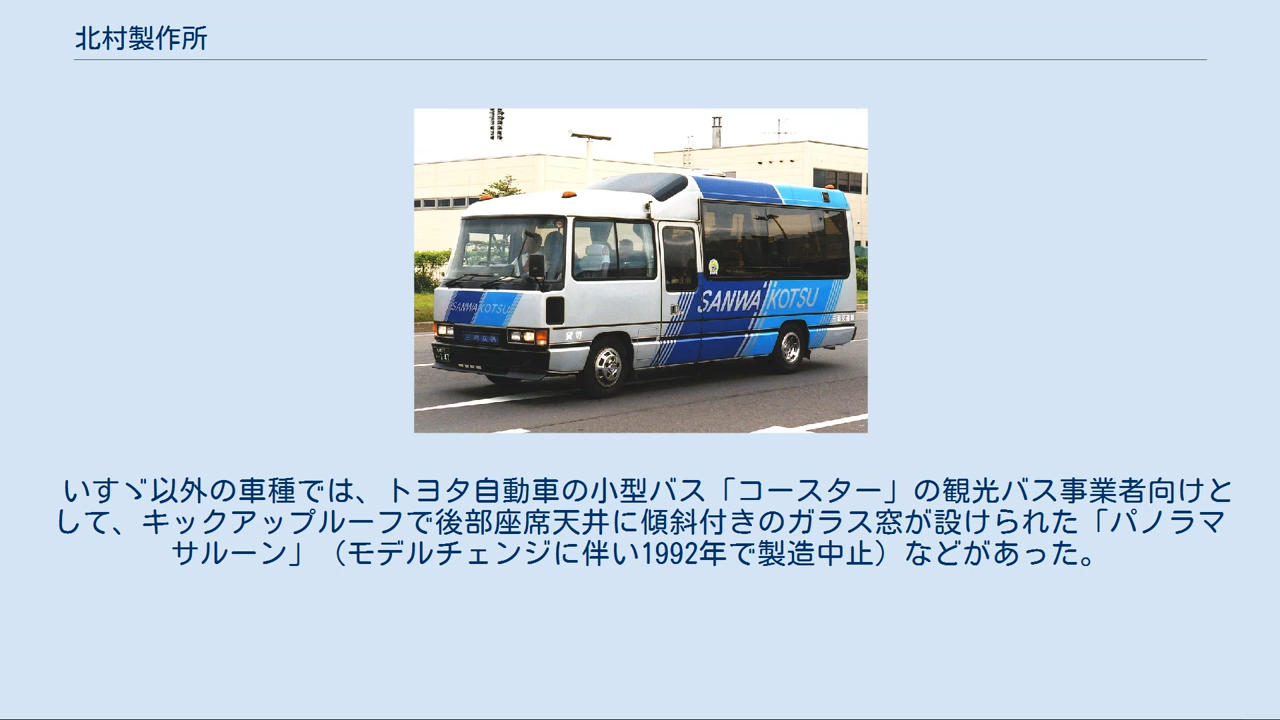 北村製作所
SANWA KOTSU
SANWA KOTSU
貸切
いすゞ以外の車種では、トヨタ自動車の小型バス「コースター」の観光バス事業者向けと
して、キックアップルーフで後部座席天井に傾斜付きのガラス窓が設けられた「パノラマ
サルーン」（モデルチェンジに伴い1992年で製造中止）などがあった。